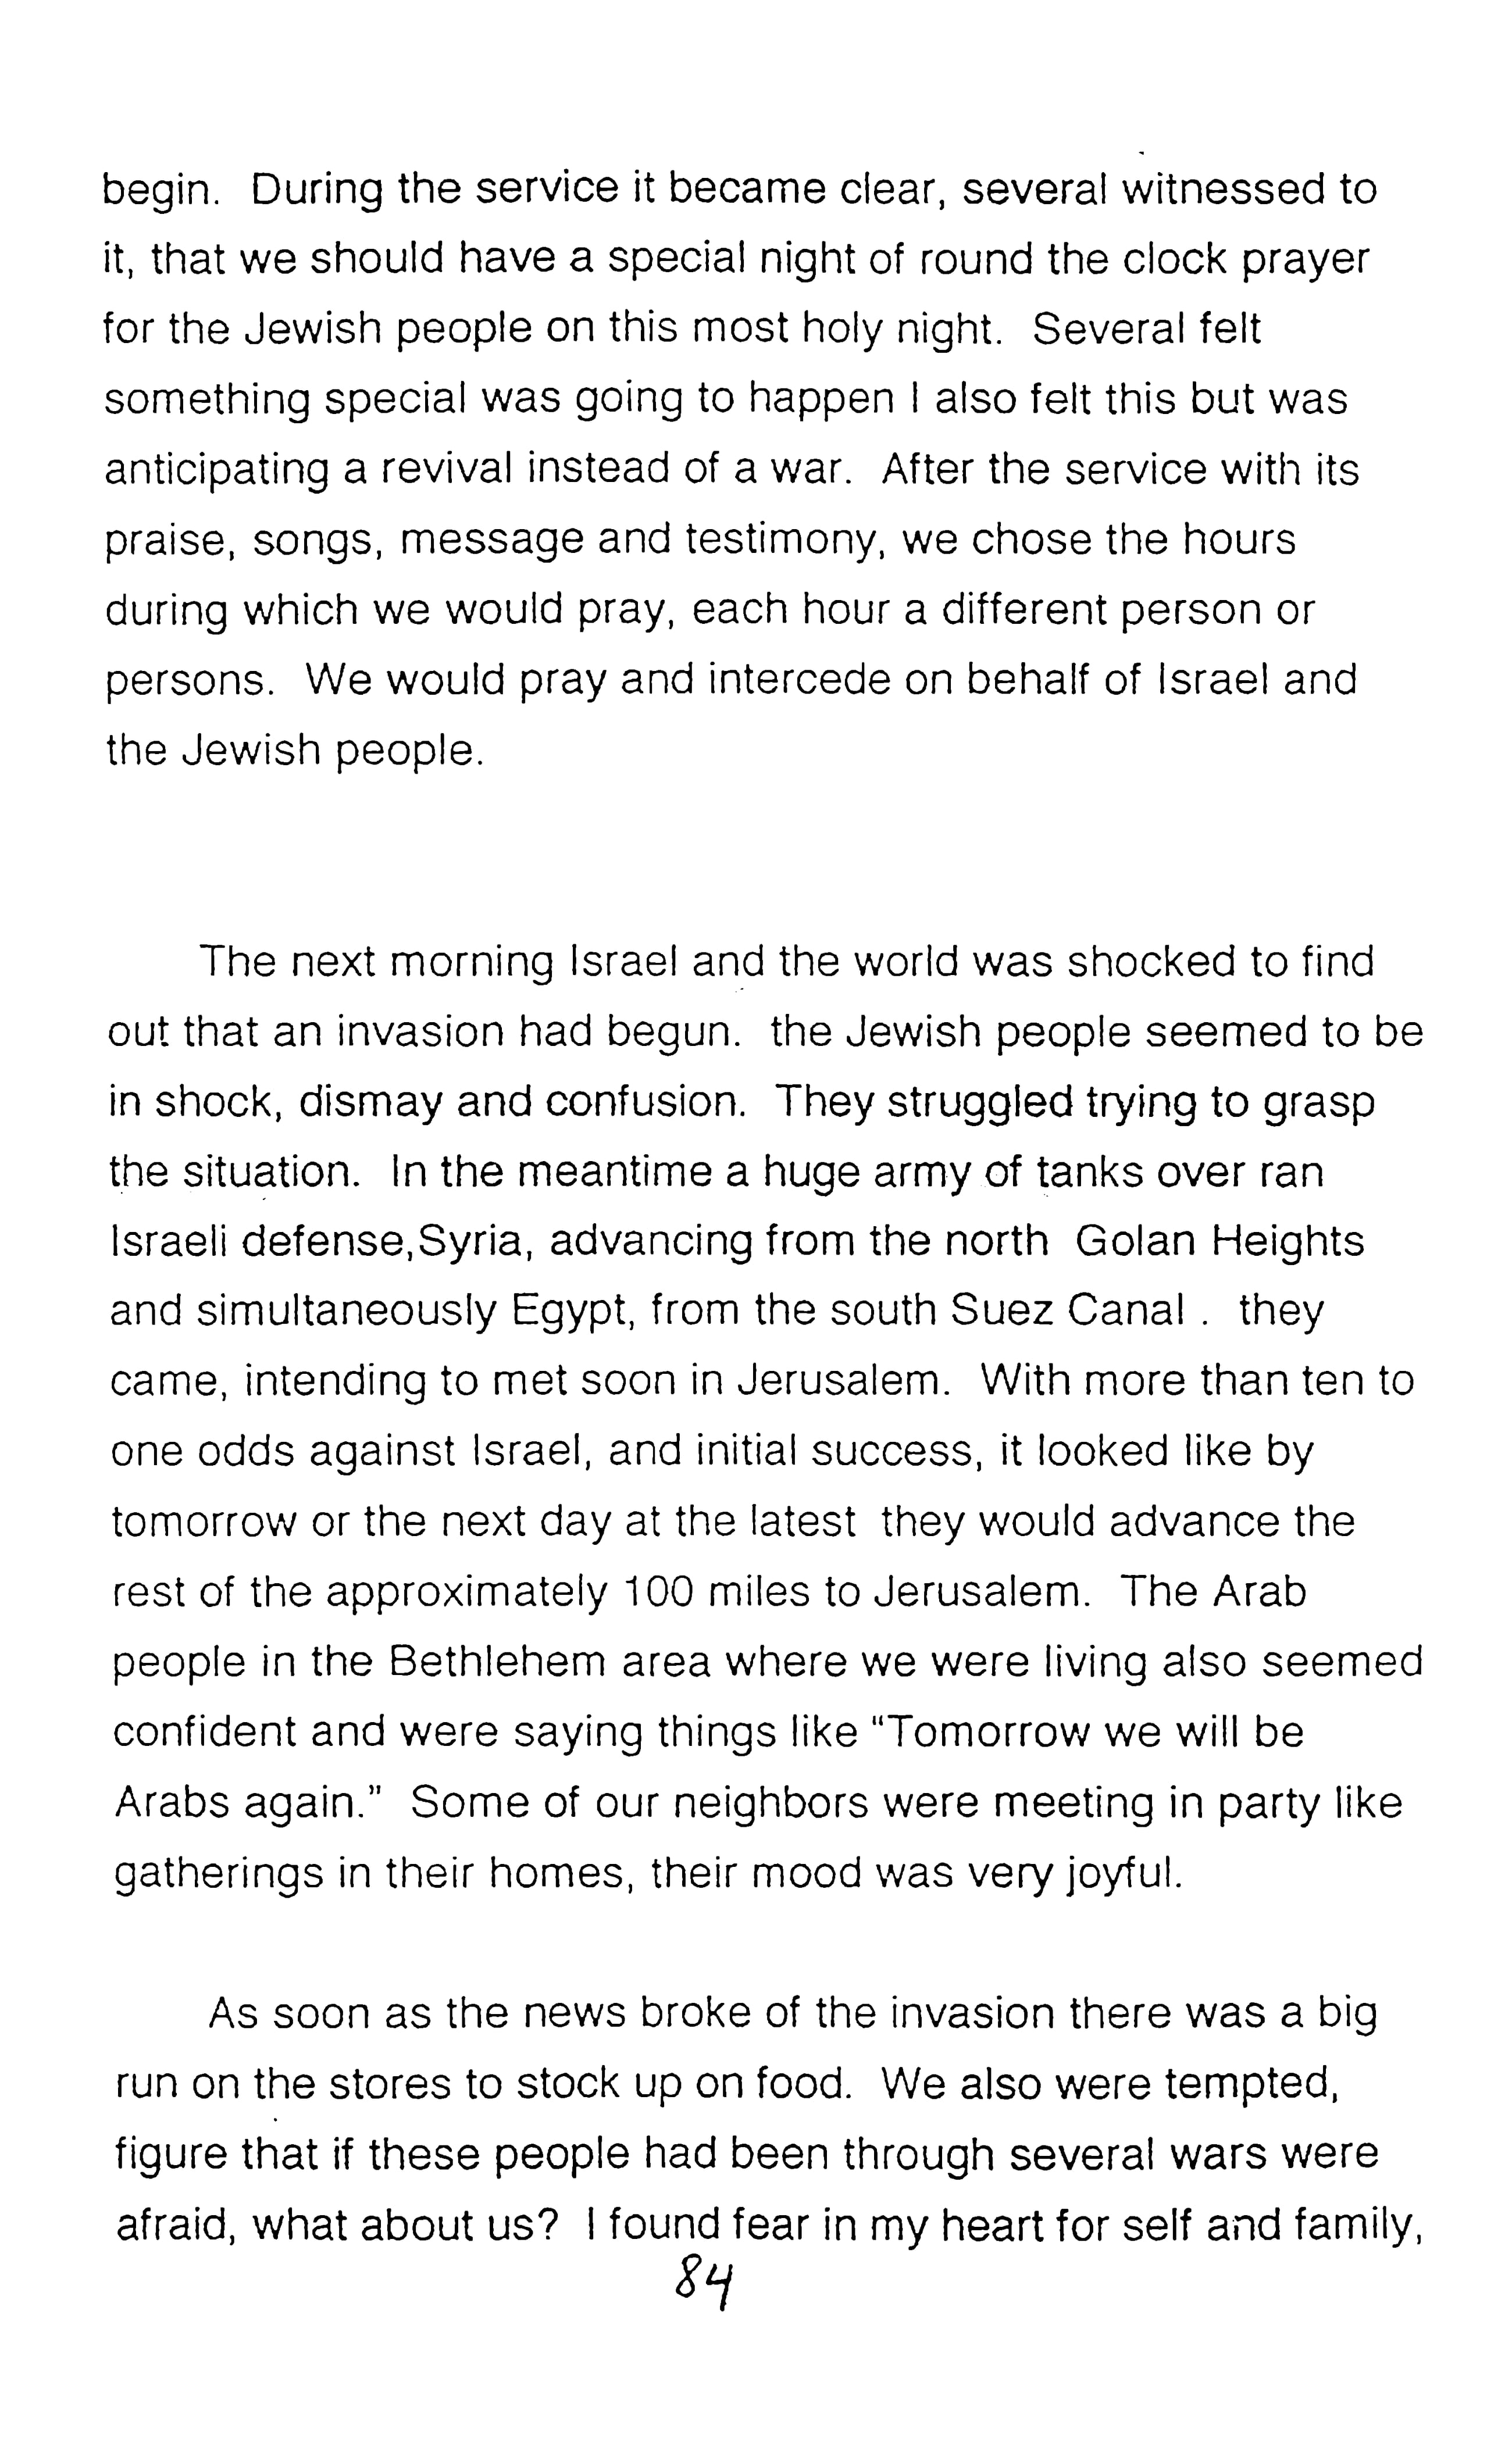 begin.  During the service it became clear, several witnessed to
it, that we should have a special night of round the clock prayer
for the Jewish people on this most holy night.  Several felt
something special was going to happen I also felt this but was
anticipating a revival instead of a war.  After the service with its
praise, songs, message and testimony, we chose the hours
during which we would pray, each hour a different person or
persons.  We would pray and intercede on behalf of Israel and
the Jewish people.
The next morning Israel and the world was shocked to find
out that an invasion had begun.  the Jewish people seemed to be
in shock, dismay and confusion.  They struggled trying to grasp
the situation.  In the meantime a huge army of tanks over ran
Israeli defense,Syria, advancing from the north  Golan Heights
and simultaneously Egypt, from the south Suez Canal .  they
came, intending to met soon in Jerusalem.  With more than ten to
one odds against Israel, and initial success, it looked like by
tomorrow or the next day at the latest  they would advance the
rest of the approximately 100 miles to Jerusalem.  The Arab
people in the Bethlehem area where we were living also seemed
confident and were saying things like "Tomorrow we will be
Arabs again."  Some of our neighbors were meeting in party like
gatherings in their homes, their mood was very joyful.
As soon as the news broke of the invasion there was a big
run on the stores to stock up on food.  We also were tempted,
figure that if these people had been through several wars were
afraid, what about us?  I found fear in my heart for self and family,
84